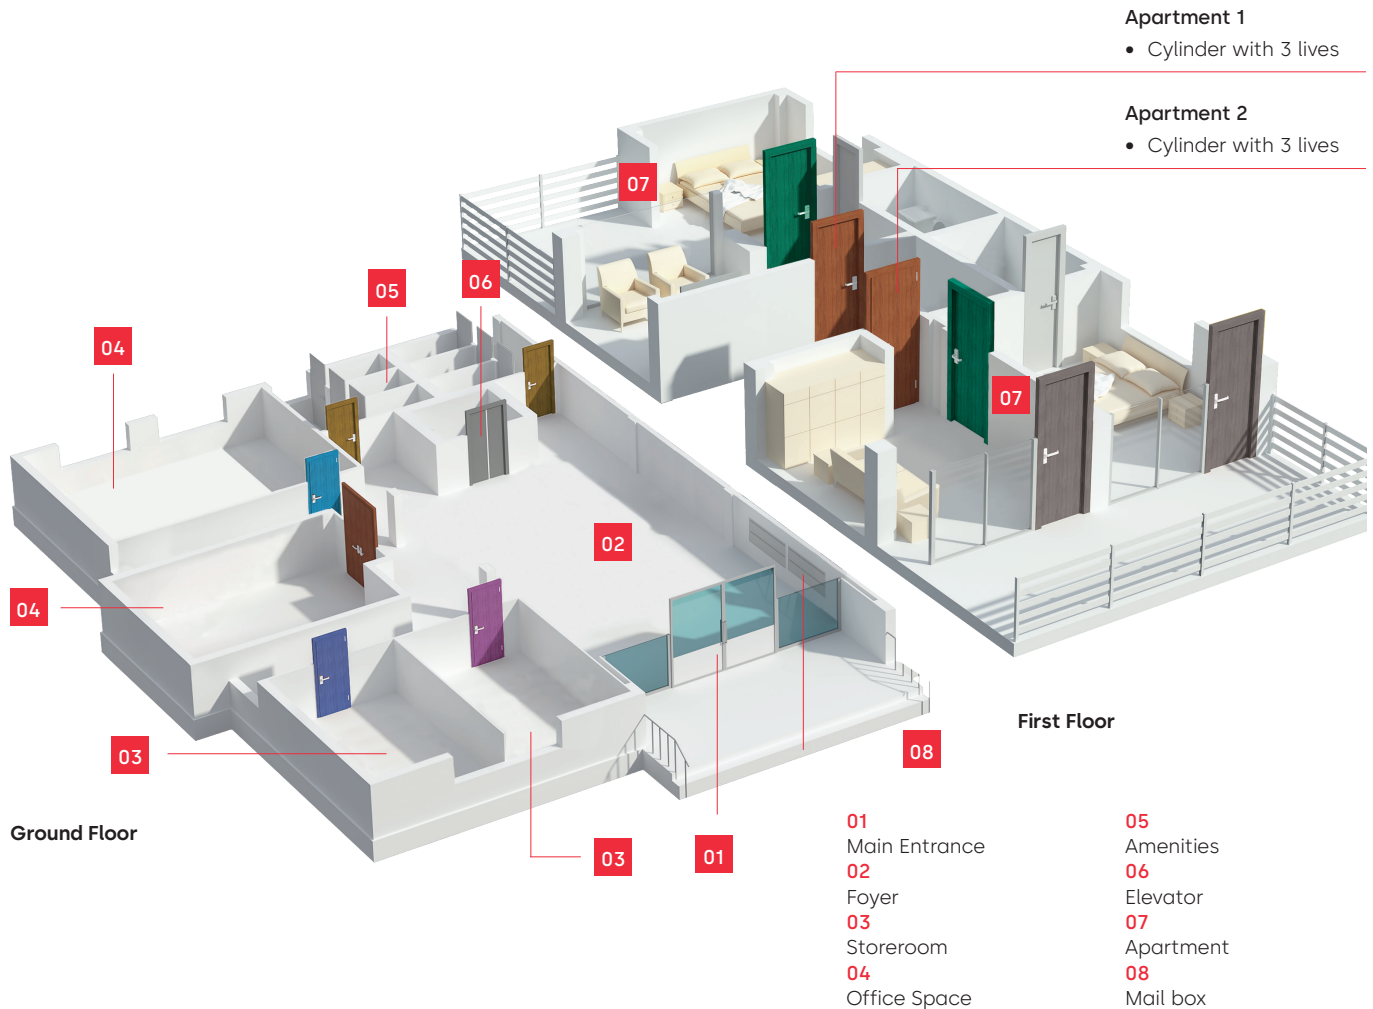 Apartment 1
• Cylinder with 3 lives
Apartment 2
• Cylinder with 3 lives
07
06
05
04
07
02
04
First Floor
08
03
Ground Floor
03
01
01
Main Entrance
02
Foyer
03
Storeroom
04
Office Space
05
Amenities
06
Elevator
07
Apartment
08
Mail box